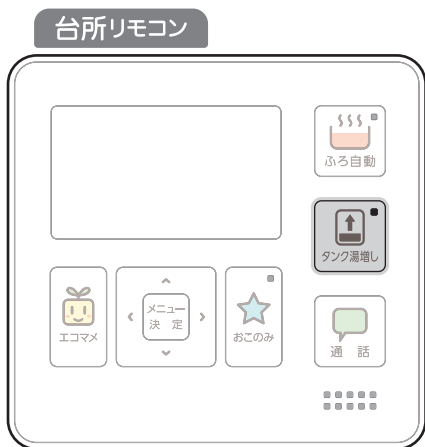 台所リモコン
ふろ自動
タンク湯増し
エコマメ
メニュー
決 定
おこのみ
通 話